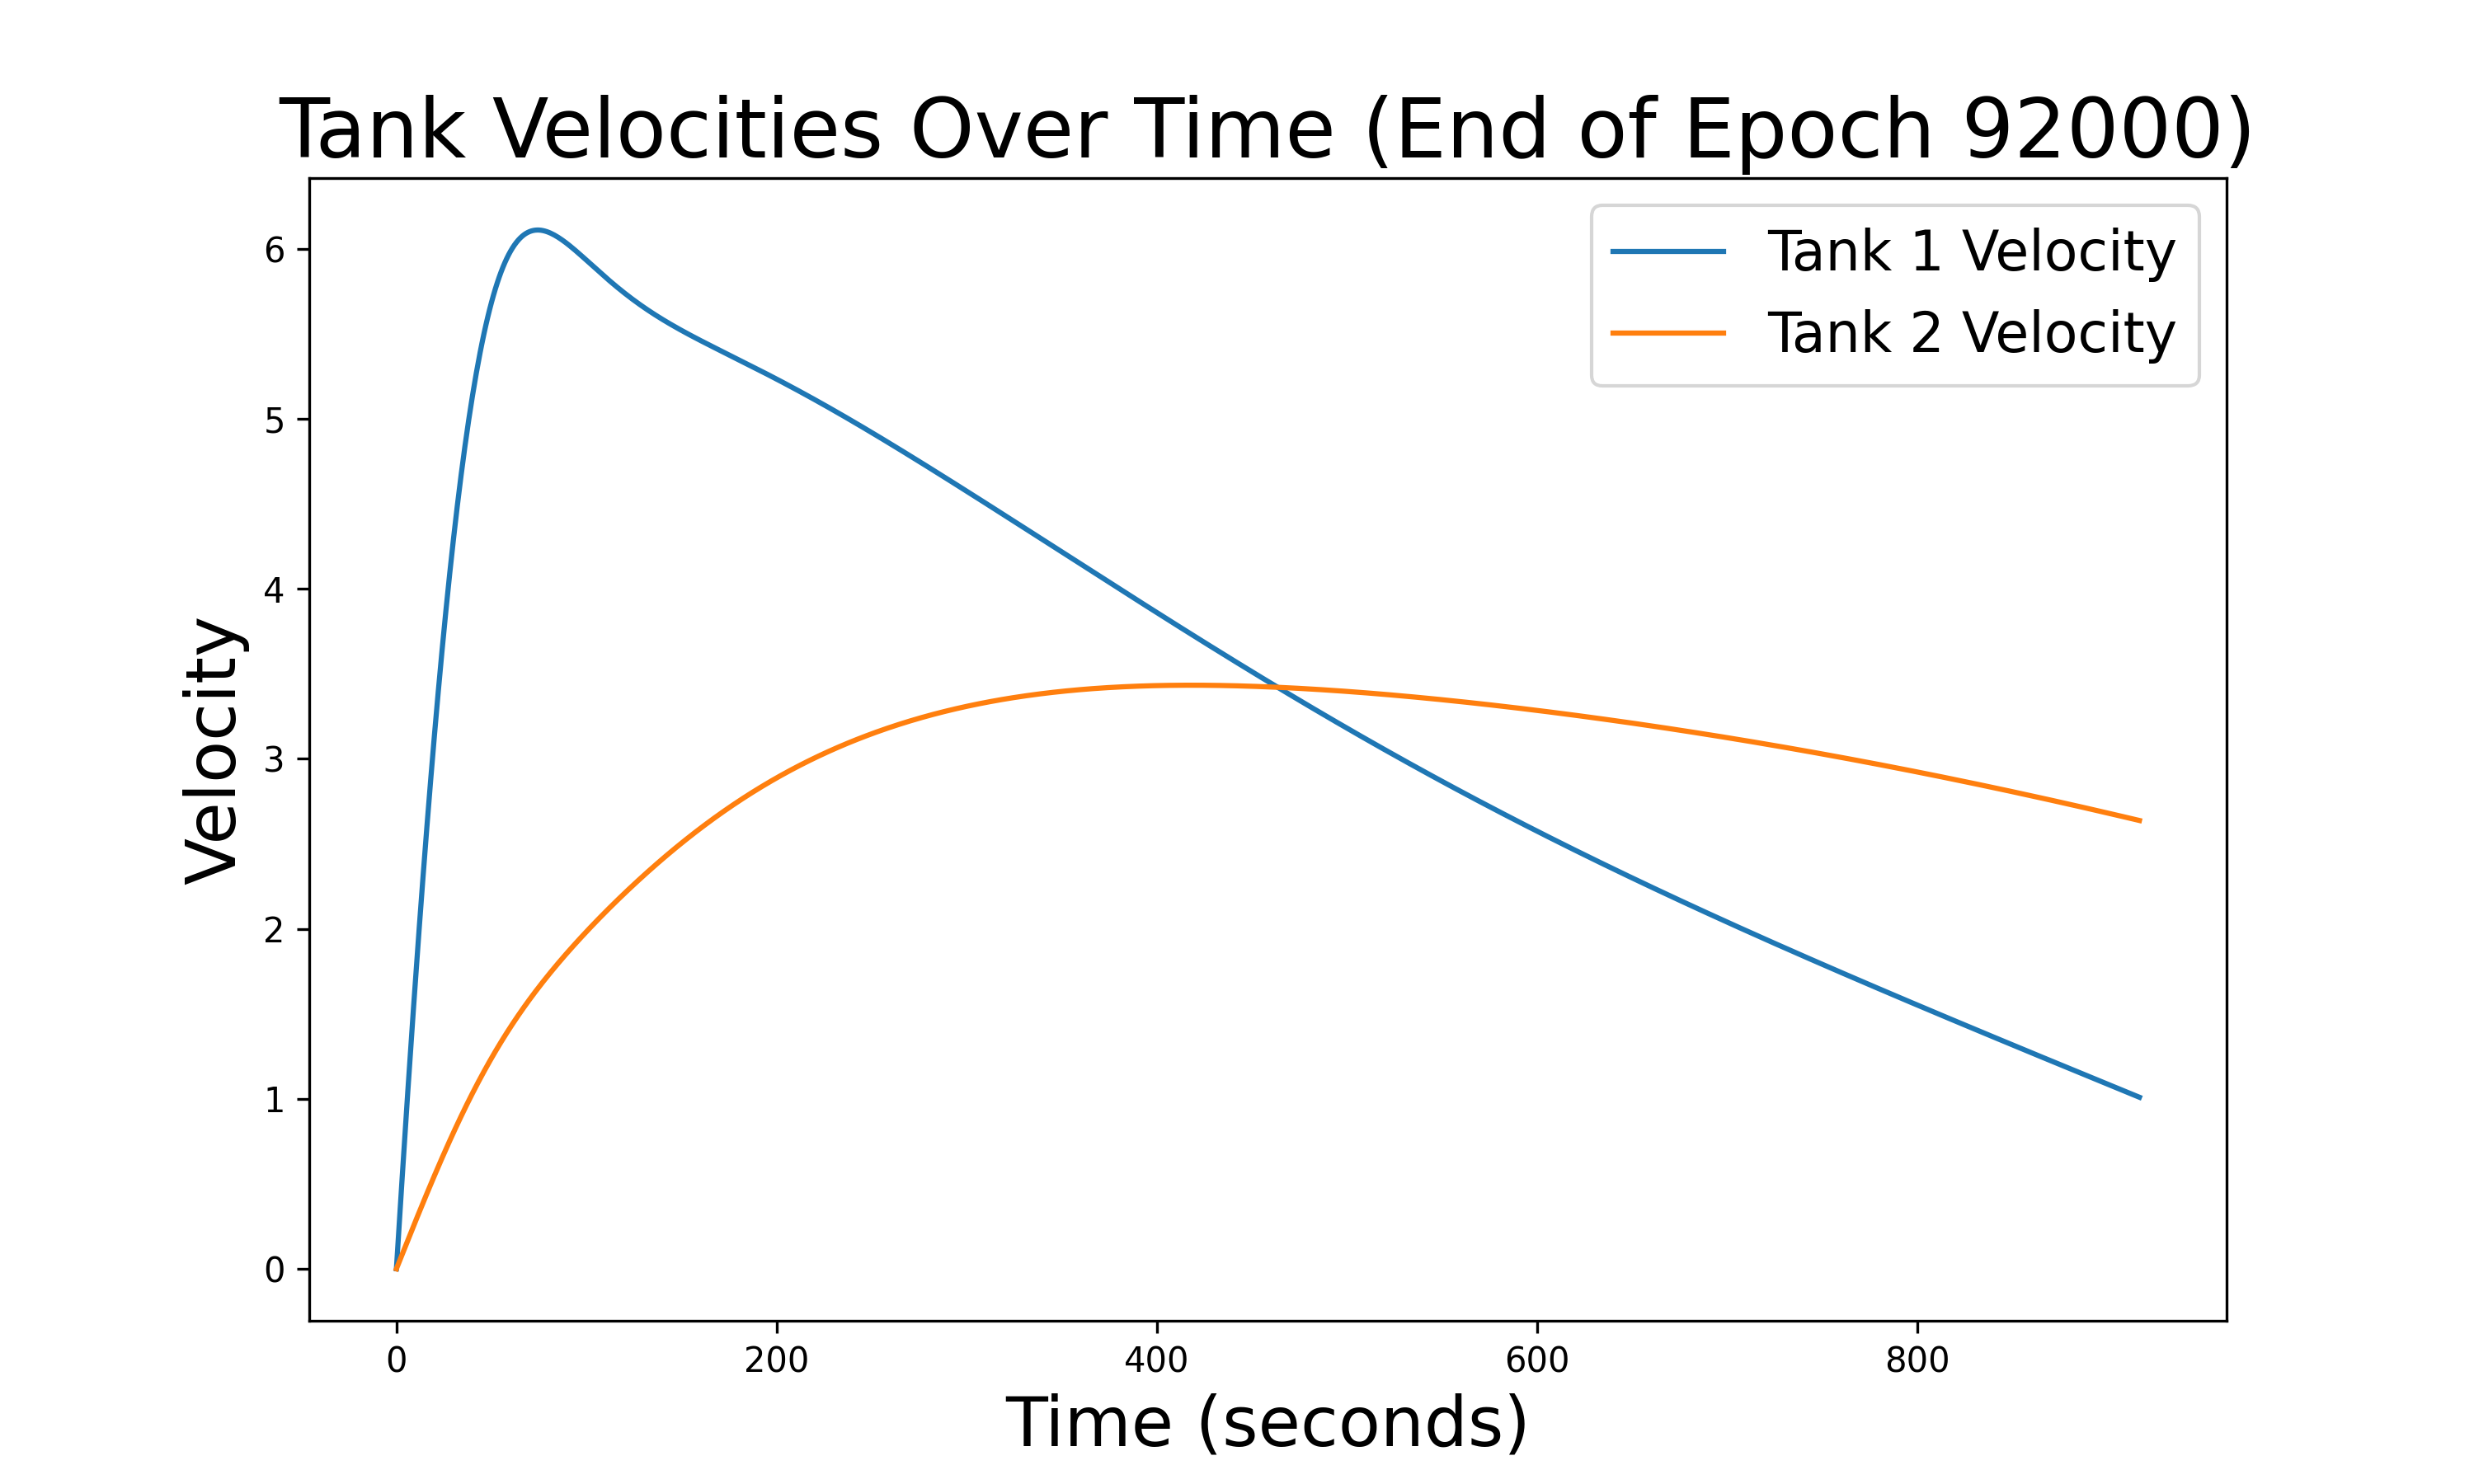 Tank Velocities Over Time (End of Epoch 92000)
Tank 1 Velocity
Tank 2 Velocity
6
5
4
3
2
1
0
Velocity
0 200 400 600 800
Time (seconds)